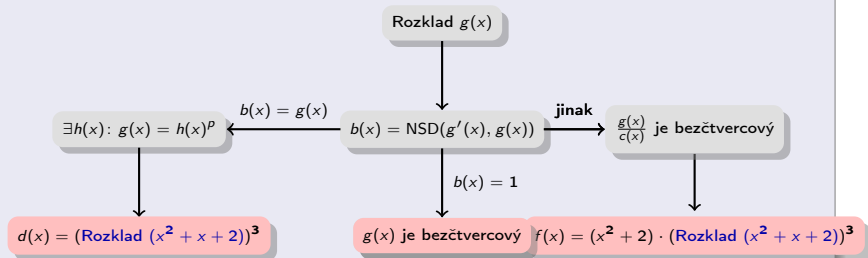 Rozklad g(x)
b(x) = g(x)
jinak
∃h(x): g(x) = h(x)^p
b(x) = NSD(g′(x), g(x))
g(x)/c(x) je bezčtvercový
b(x) = 1
d(x) = (Rozklad (x² + x + 2))³
g(x) je bezčtvercový
f(x) = (x² + 2) · (Rozklad (x² + x + 2))³